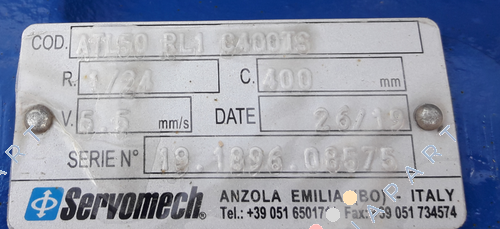 COD. ATL50 RL1 C400TS
R. 1/24 C. 400 mm
V. 5.5 mm/s DATE 26/19
SERIE N° 19.1896.08575
Servomech® ANZOLA EMILIA (BO) - ITALY
Tel.: +39 051 Fax: +39 051 734574